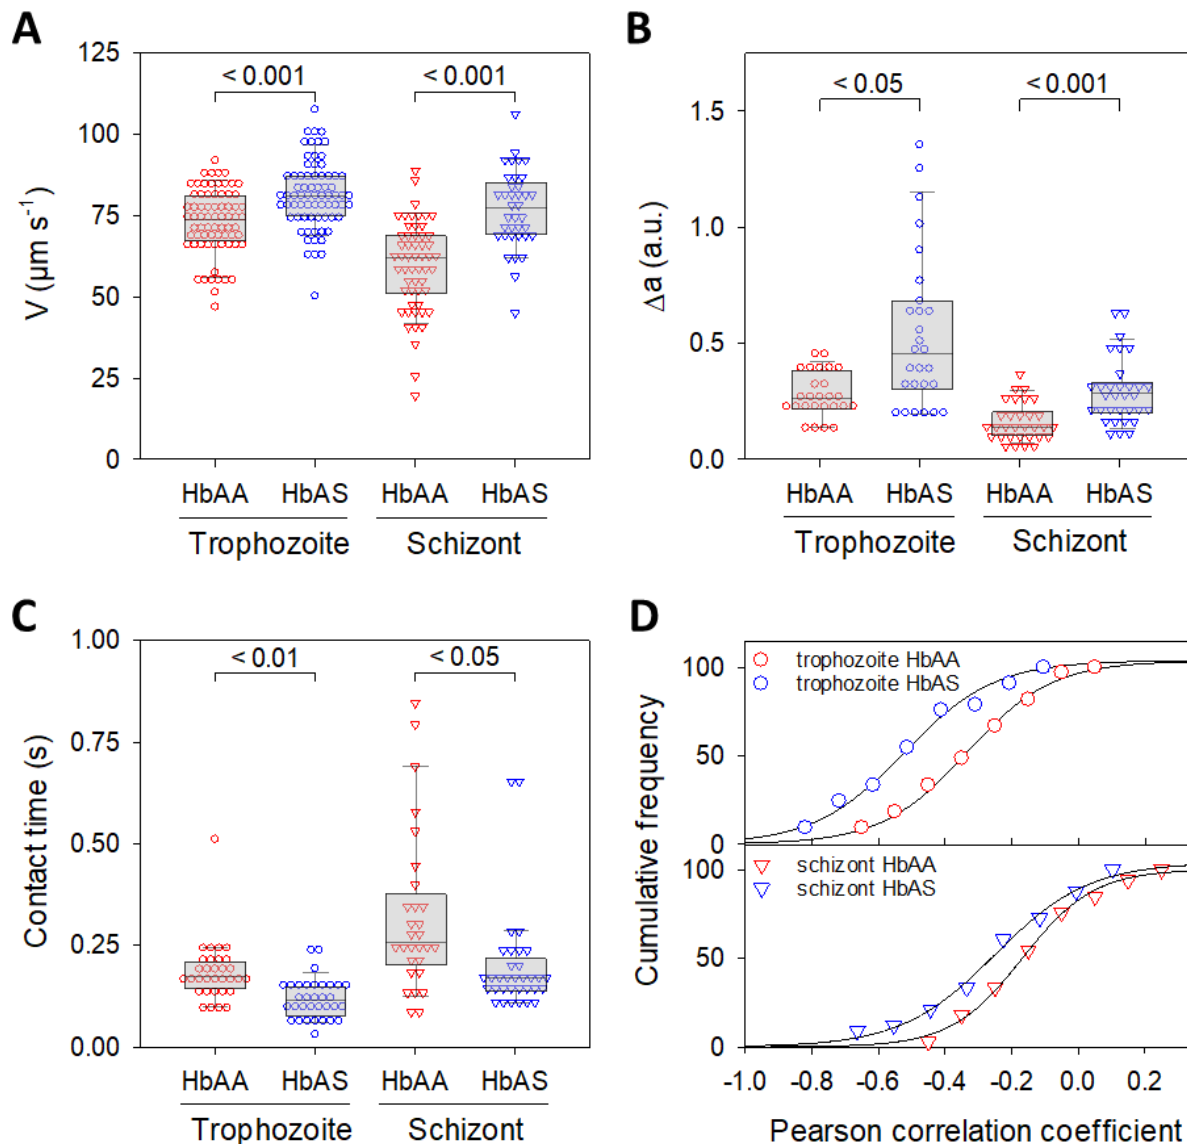 A
V (µm s⁻¹)
125
100
75
50
25
0
< 0.001
< 0.001
HbAA HbAS HbAA HbAS
Trophozoite Schizont
B
Δa (a.u.)
1.5
1.0
0.5
0.0
< 0.05
< 0.001
HbAA HbAS HbAA HbAS
Trophozoite Schizont
C
Contact time (s)
1.00
0.75
0.50
0.25
0.00
< 0.01
< 0.05
HbAA HbAS HbAA HbAS
Trophozoite Schizont
D
Cumulative frequency
100
50
0
trophozoite HbAA
trophozoite HbAS
100
50
0
schizont HbAA
schizont HbAS
-1.0 -0.8 -0.6 -0.4 -0.2 0.0 0.2
Pearson correlation coefficient